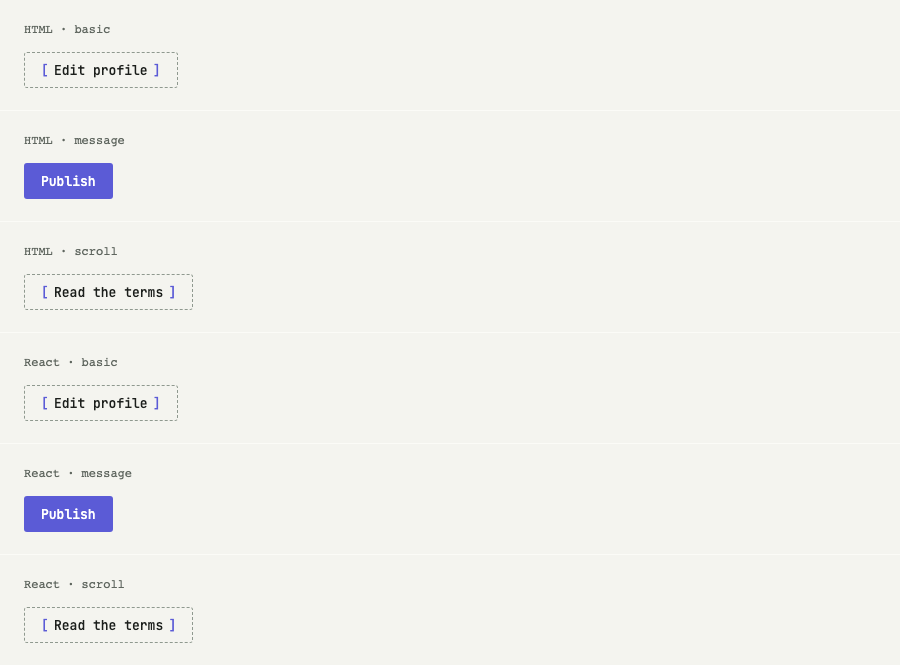 HTML · basic
[ Edit profile ]
HTML · message
Publish
HTML · scroll
[ Read the terms ]
React · basic
[ Edit profile ]
React · message
Publish
React · scroll
[ Read the terms ]